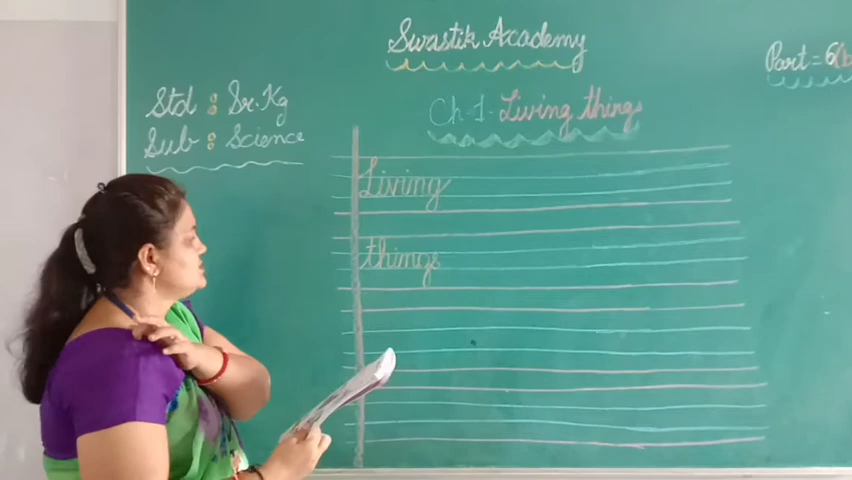 Swastik Academy
Part = 6(b
Std : Sr. Kg
Sub : Science
Ch-1- Living things
Living
things